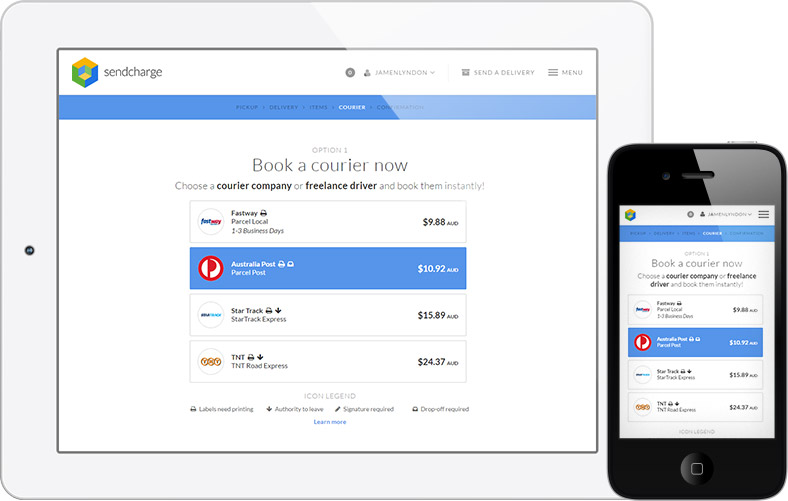 sendcharge
JAMENLYNDON
SEND A DELIVERY
MENU
PICKUP > DELIVERY > ITEMS > COURIER > CONFIRMATION
OPTION 1
Book a courier now
Choose a courier company or freelance driver and book them instantly!
fastway
Fastway
Parcel Local
1-3 Business Days
$9.88 AUD
Australia Post
Parcel Post
$10.92 AUD
STARTRACK
Star Track
StarTrack Express
$15.89 AUD
TNT
TNT
TNT Road Express
$24.37 AUD
ICON LEGEND
Labels need printing
Authority to leave
Signature required
Drop-off required
Learn more
JAMENLYNDON
PICKUP > DELIVERY > ITEMS > COURIER > CONFIRMATION
OPTION 1
Book a courier now
Choose a courier company or freelance
driver and book them instantly!
fastway
Fastway
Parcel Local
1-3 Business Days
$9.88 AUD
Australia Post
Parcel Post
$10.92 AUD
Star Track
StarTrack Express
$15.89 AUD
TNT
TNT
TNT Road Express
$24.37 AUD
ICON LEGEND